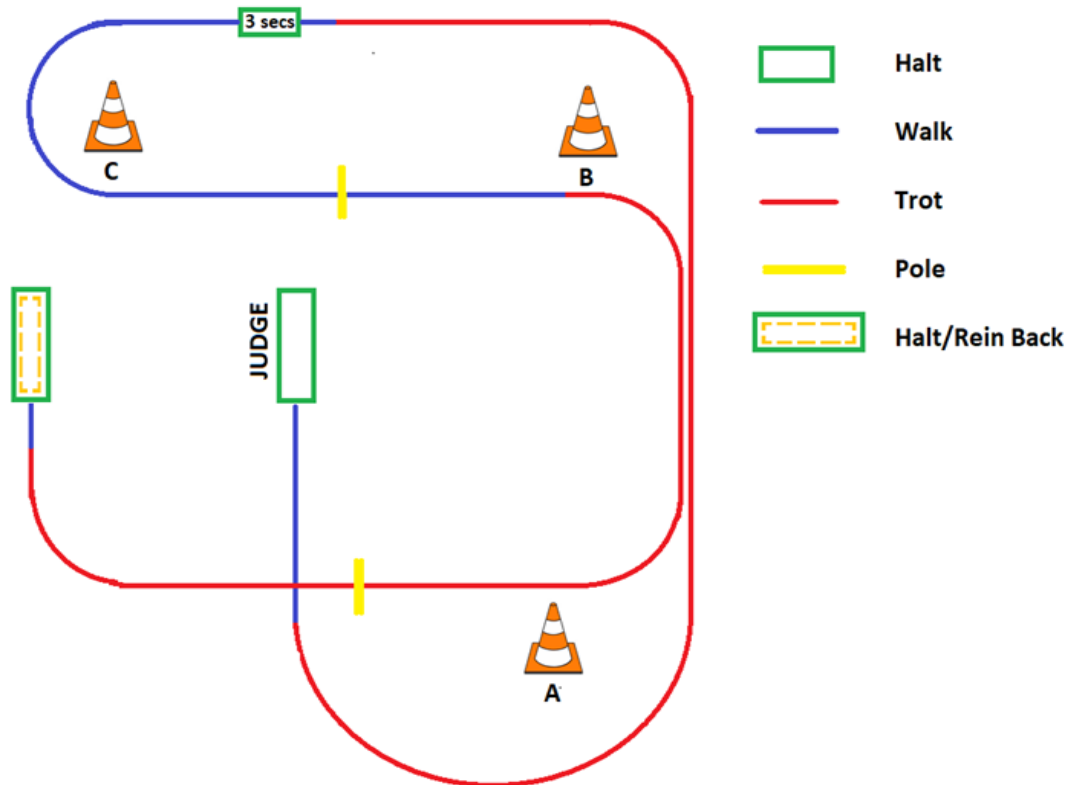 3 secs
C
B
JUDGE
A
Halt
Walk
Trot
Pole
Halt/Rein Back